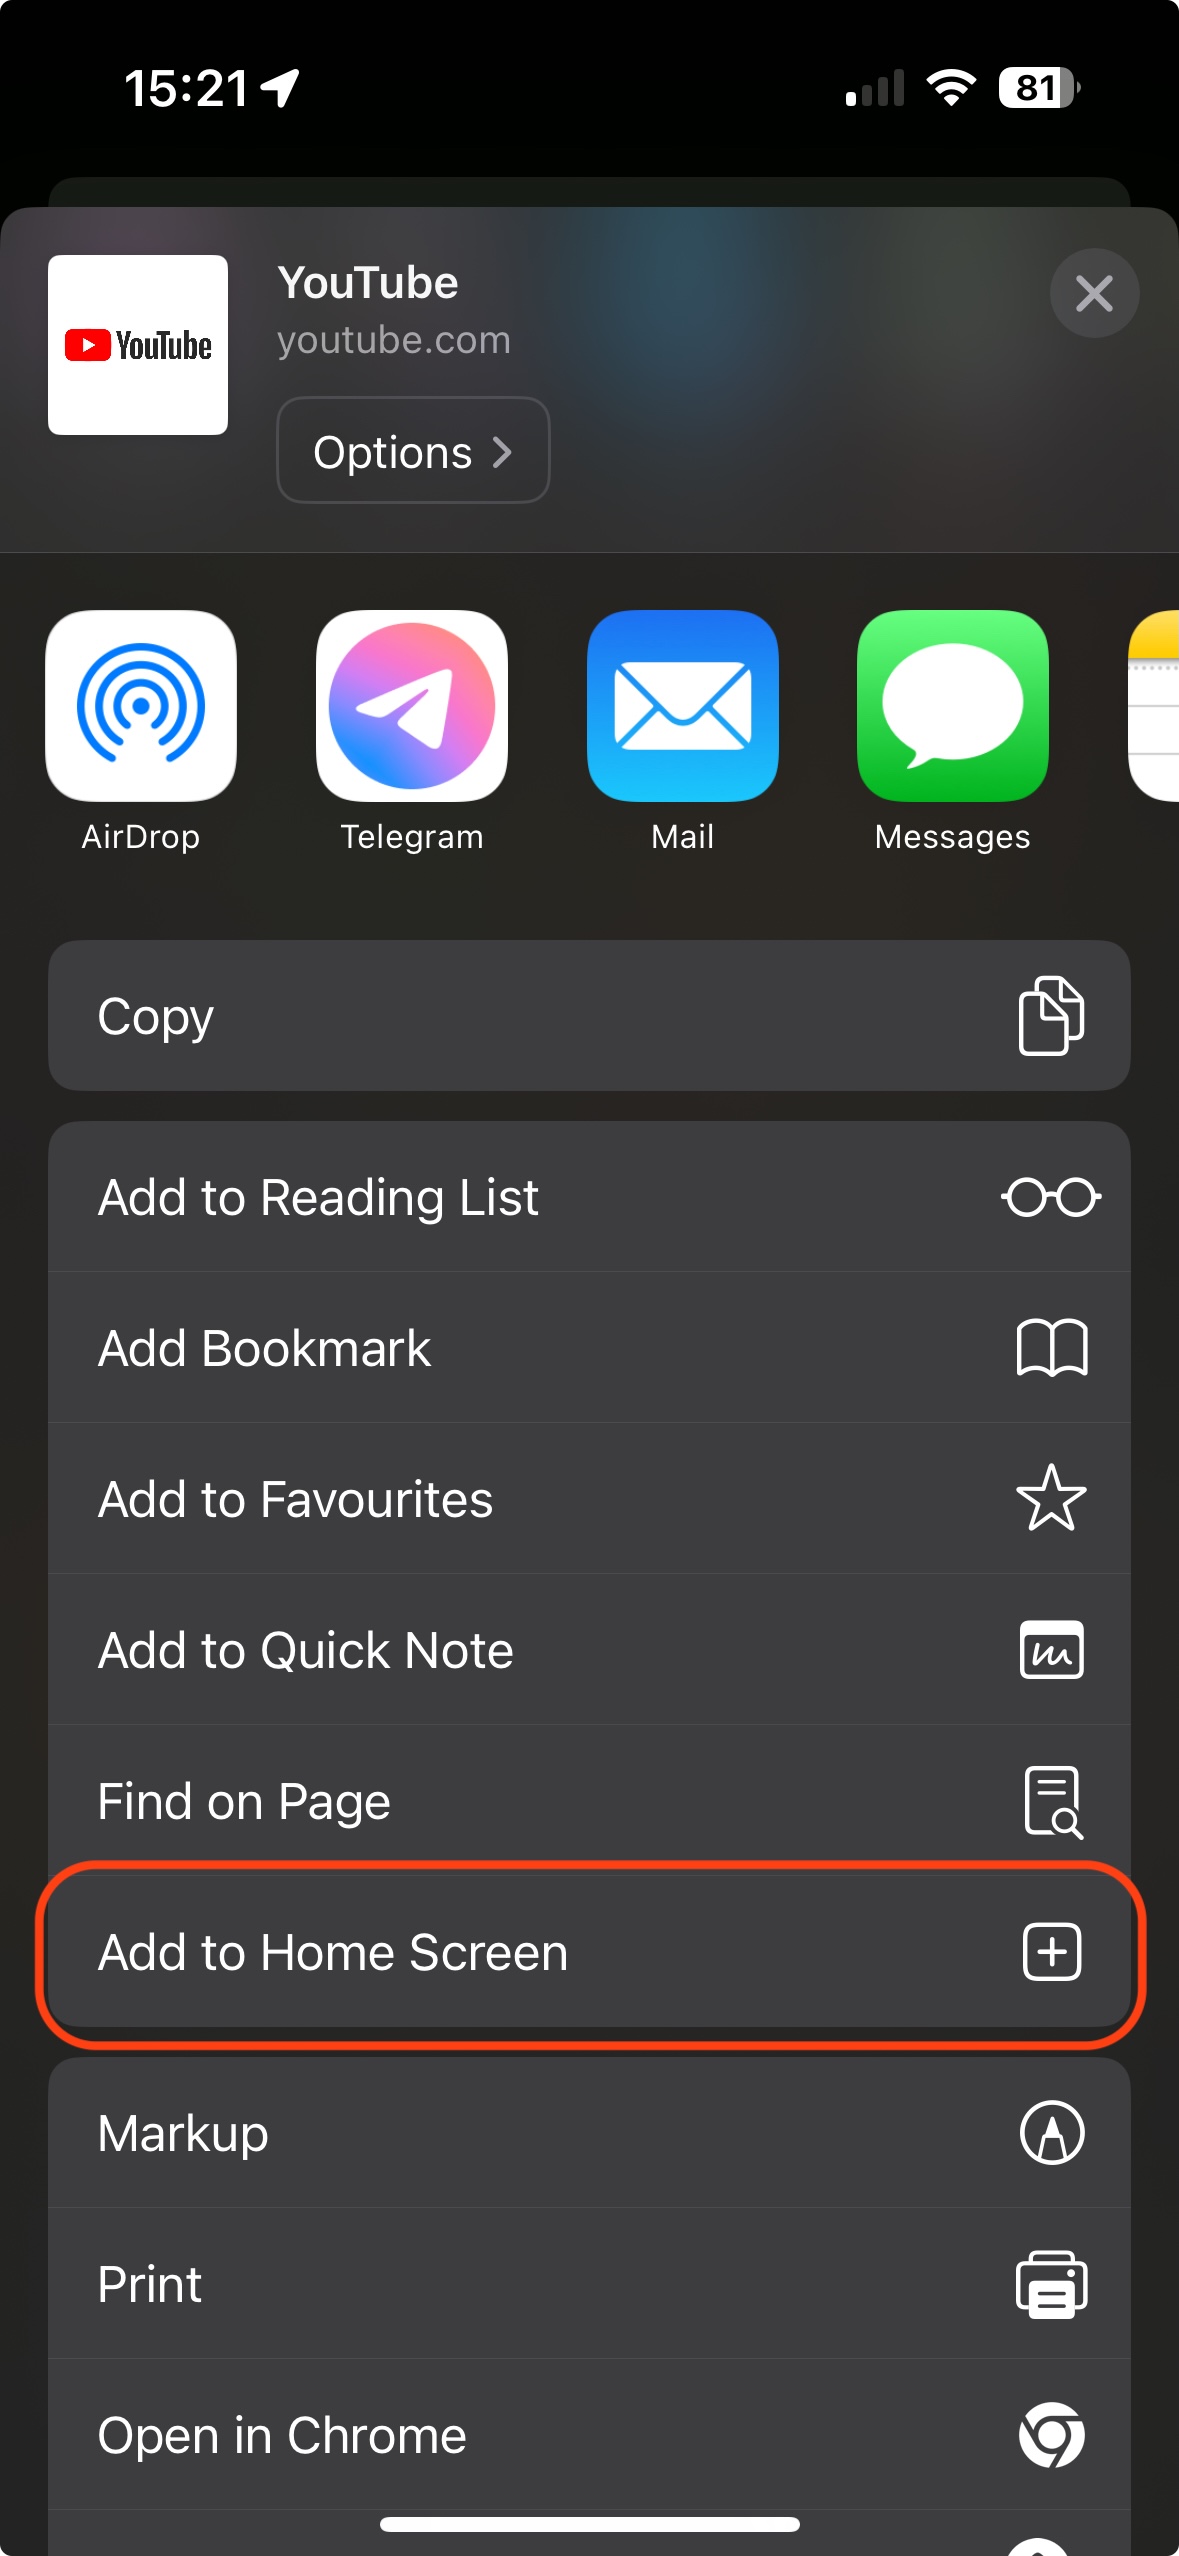 15:21
81
YouTube
YouTube
youtube.com
Options
AirDrop
Telegram
Mail
Messages
Copy
Add to Reading List
Add Bookmark
Add to Favourites
Add to Quick Note
Find on Page
Add to Home Screen
Markup
Print
Open in Chrome